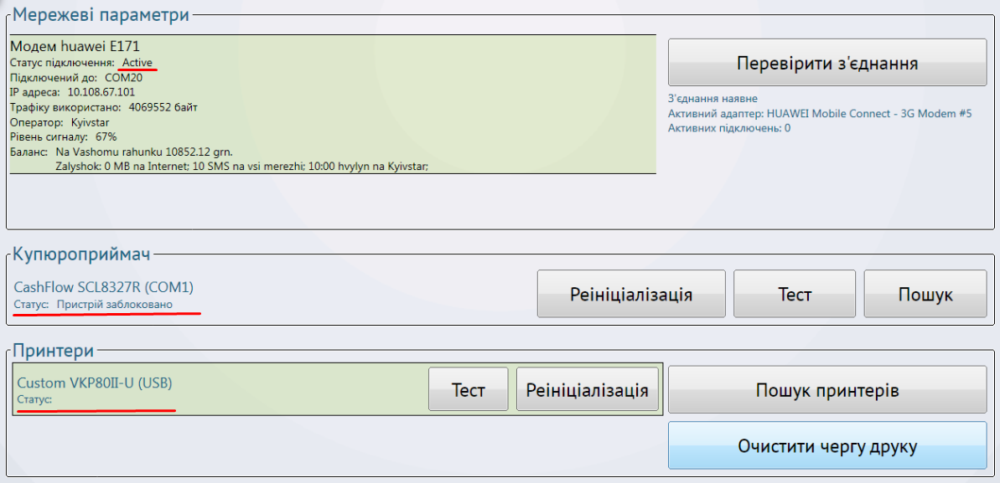 Мережеві параметри
Модем huawei E171
Статус підключення: Active
Підключений до: COM20
IP адреса: 10.108.67.101
Трафіку використано: 4069552 байт
Оператор: Kyivstar
Рівень сигналу: 67%
Баланс: Na Vashomu rahunku 10852.12 grn.
Zalyshok: 0 MB na Internet; 10 SMS na vsi merezhi; 10:00 hvylyn na Kyivstar;
Перевірити з'єднання
З'єднання наявне
Активний адаптер: HUAWEI Mobile Connect - 3G Modem #5
Активних підключень: 0
Купюроприймач
CashFlow SCL8327R (COM1)
Статус: Пристрій заблоковано
Реініціалізація
Тест
Пошук
Принтери
Custom VKP80II-U (USB)
Статус:
Тест
Реініціалізація
Пошук принтерів
Очистити чергу друку